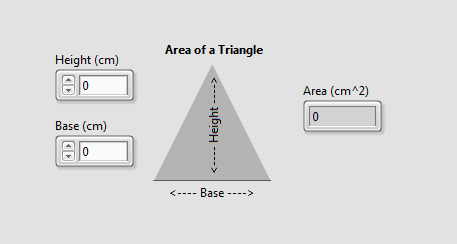 Area of a Triangle
Height (cm)
0
Base (cm)
0
<---- Height ---->
<---- Base ---->
Area (cm^2)
0